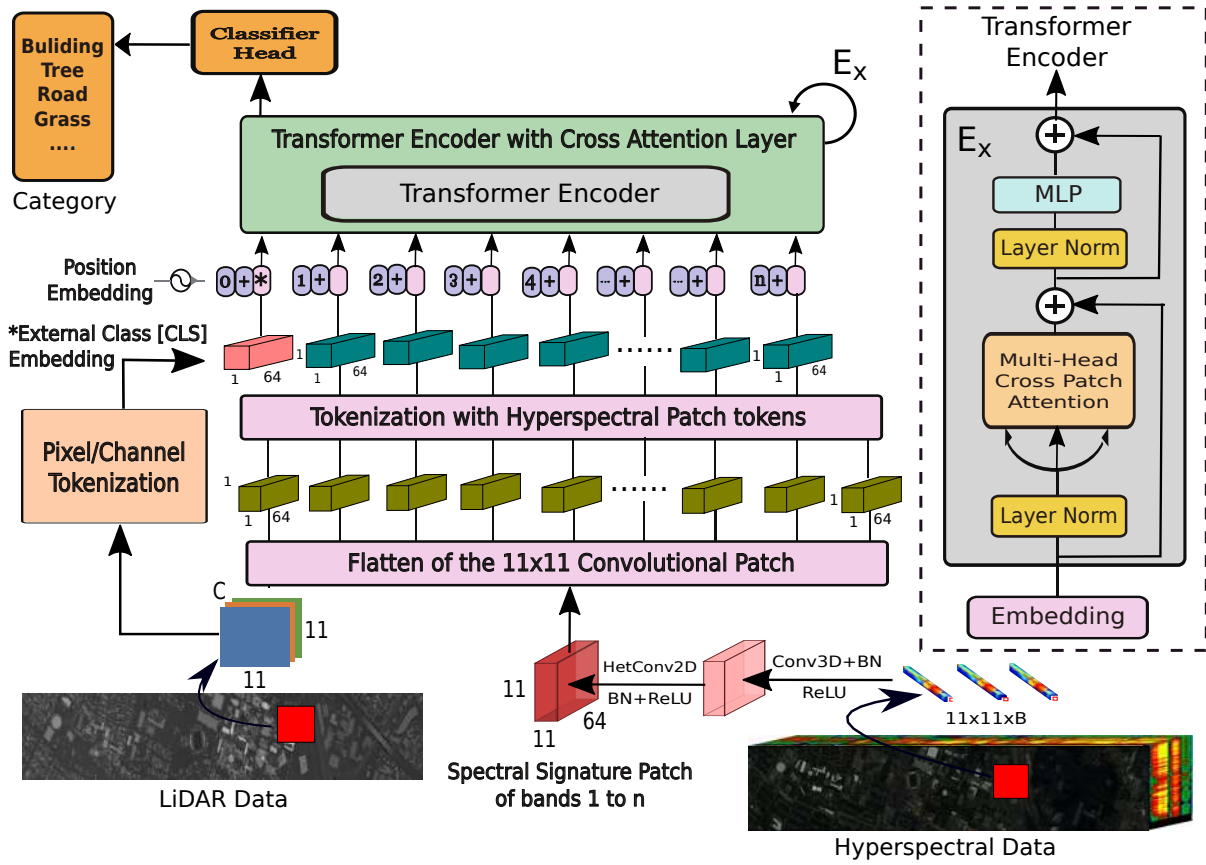 Buliding
Tree
Road
Grass
....
Category
Classifier
Head
E_x
Transformer Encoder with Cross Attention Layer
Transformer Encoder
Position
Embedding
0 + *
1 +
2 +
3 +
4 +
... +
... +
n +
*External Class [CLS]
Embedding
1
64
1
1
64
......
1
1
64
Tokenization with Hyperspectral Patch tokens
Pixel/Channel
Tokenization
1
1
64
......
1
1
64
Flatten of the 11x11 Convolutional Patch
C
11
11
LiDAR Data
11
11
64
HetConv2D
BN+ReLU
Conv3D+BN
ReLU
11x11xB
Spectral Signature Patch
of bands 1 to n
Hyperspectral Data
Transformer
Encoder
E_x
+
MLP
Layer Norm
+
Multi-Head
Cross Patch
Attention
Layer Norm
Embedding